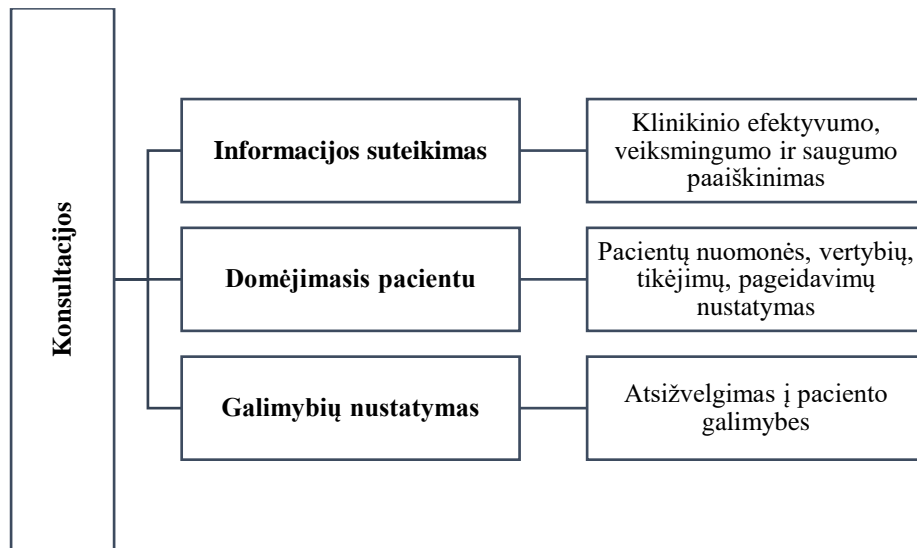 Konsultacijos
Informacijos suteikimas
Klinikinio efektyvumo,
veiksmingumo ir saugumo
paaiškinimas
Domėjimasis pacientu
Pacientų nuomonės, vertybių,
tikėjimų, pageidavimų
nustatymas
Galimybių nustatymas
Atsižvelgimas į paciento
galimybes